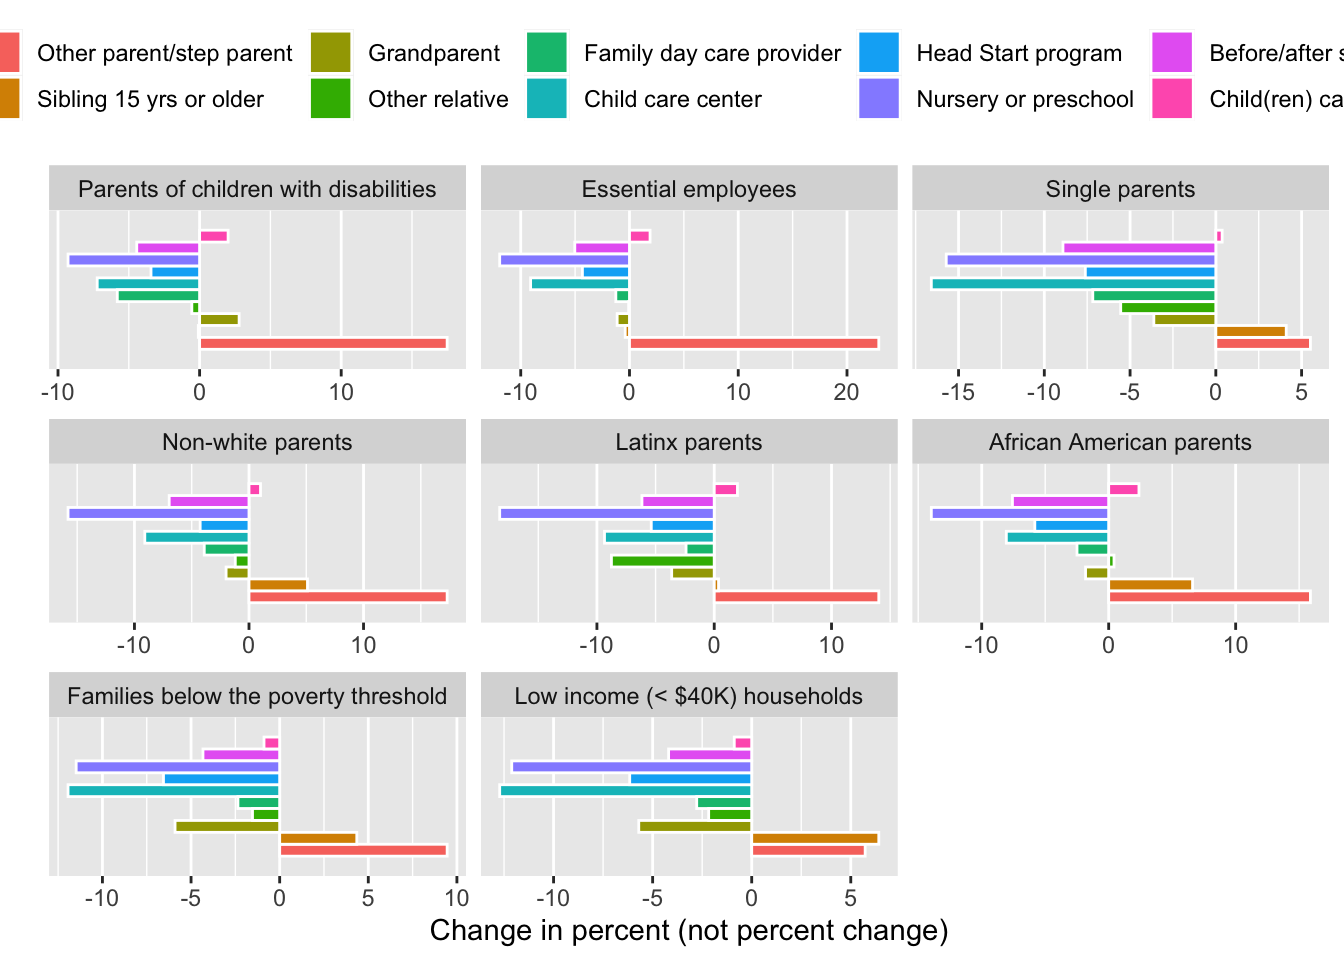 Other parent/step parent Grandparent Family day care provider Head Start program Before/after
Sibling 15 yrs or older Other relative Child care center Nursery or preschool Child(ren)
Parents of children with disabilities Essential employees Single parents
-10 0 10 -10 0 10 20 -15 -10 -5 0 5
Non-white parents Latinx parents African American parents
-10 0 10 -10 0 10 -10 0 10
Families below the poverty threshold Low income (< $40K) households
-10 -5 0 5 10 -10 -5 0 5
Change in percent (not percent change)